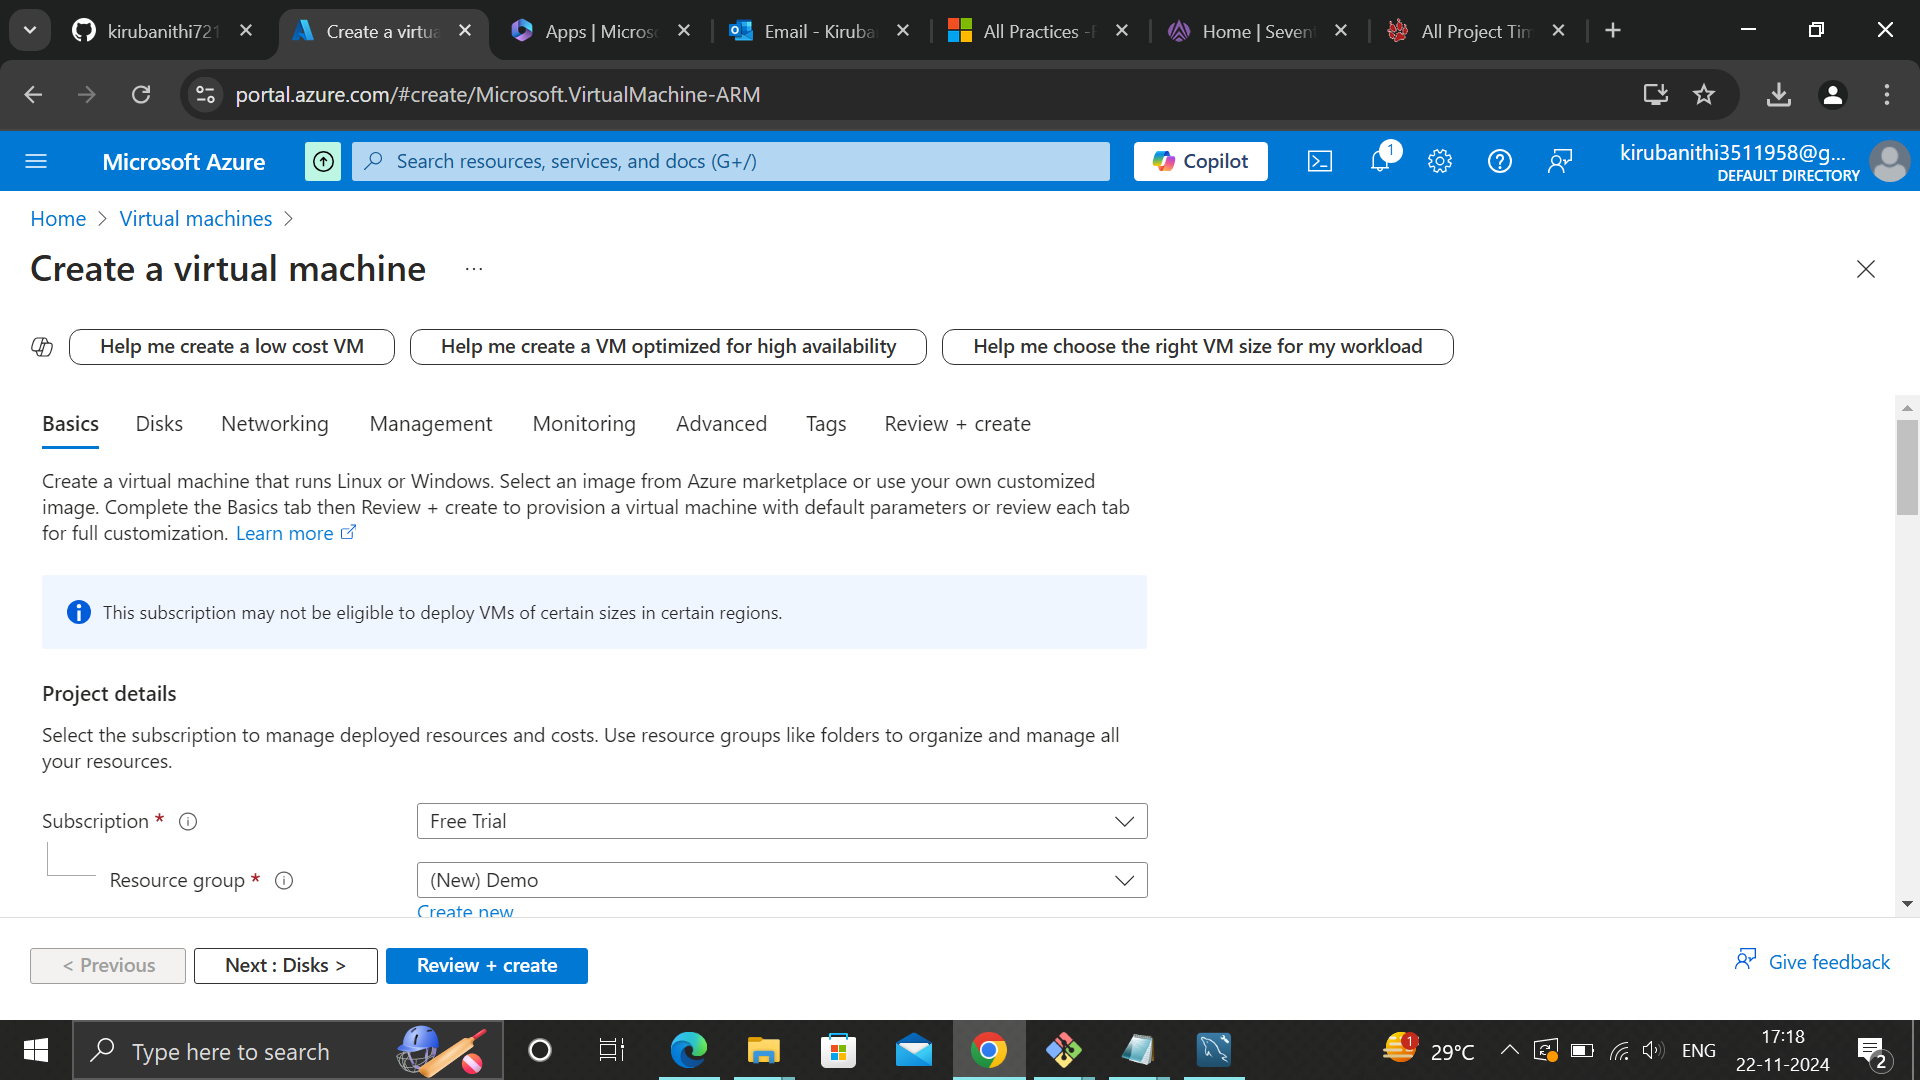 kirubanithi721
Create a virtua
Apps | Micros
Email - Kiruba
All Practices -
Home | Sevent
All Project Tim
portal.azure.com/#create/Microsoft.VirtualMachine-ARM
Microsoft Azure
Search resources, services, and docs (G+/)
Copilot
1
kirubanithi3511958@g...
DEFAULT DIRECTORY
Home > Virtual machines >
Create a virtual machine ...
Help me create a low cost VM
Help me create a VM optimized for high availability
Help me choose the right VM size for my workload
Basics Disks Networking Management Monitoring Advanced Tags Review + create
Create a virtual machine that runs Linux or Windows. Select an image from Azure marketplace or use your own customized
image. Complete the Basics tab then Review + create to provision a virtual machine with default parameters or review each tab
for full customization. Learn more
This subscription may not be eligible to deploy VMs of certain sizes in certain regions.
Project details
Select the subscription to manage deployed resources and costs. Use resource groups like folders to organize and manage all
your resources.
Subscription *
Free Trial
Resource group *
(New) Demo
Create new
< Previous
Next : Disks >
Review + create
Give feedback
Type here to search
1
29°C
ENG
17:18
22-11-2024
2